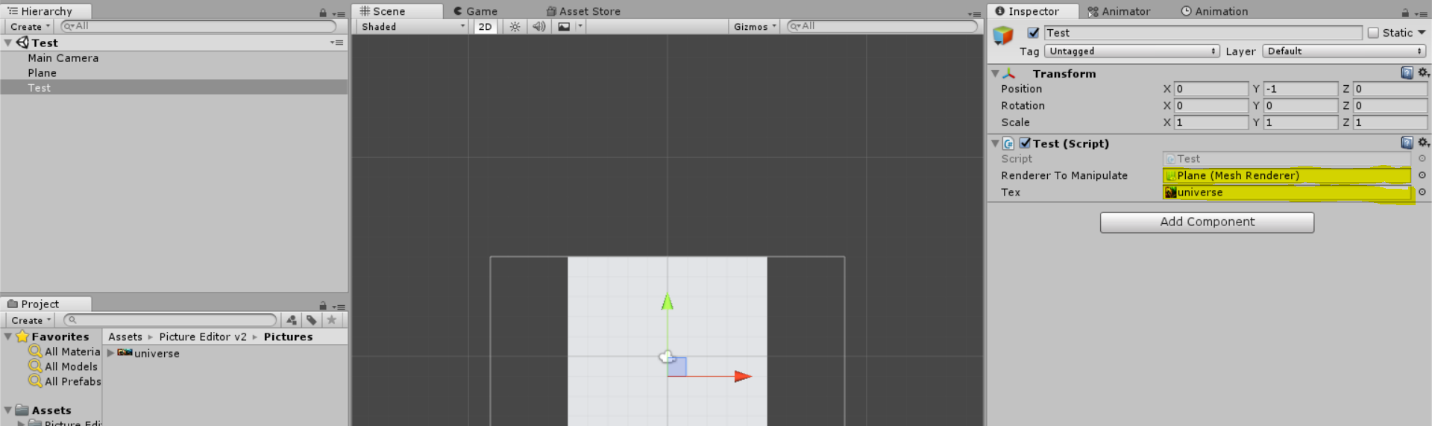 Hierarchy
Create
All
Test
Main Camera
Plane
Test
Project
Create
Favorites
All Materia
All Models
All Prefabs
Assets
Picture Edi
Assets Picture Editor v2 Pictures
universe
Scene Game Asset Store
Shaded 2D Gizmos All
Inspector Animator Animation
Test Static
Tag Untagged Layer Default
Transform
Position X 0 Y -1 Z 0
Rotation X 0 Y 0 Z 0
Scale X 1 Y 1 Z 1
Test (Script)
Script Test
Renderer To Manipulate Plane (Mesh Renderer)
Tex universe
Add Component